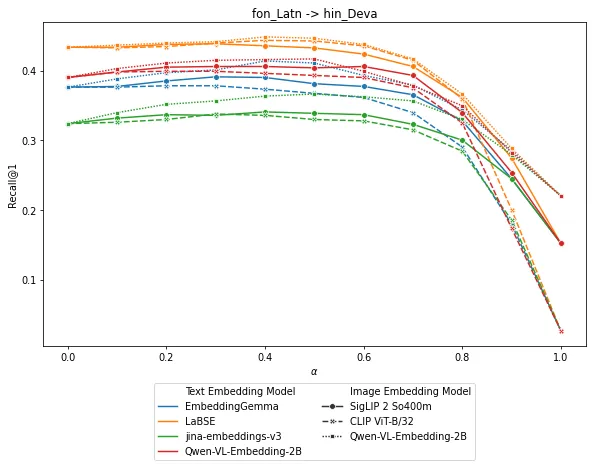 fon_Latn -> hin_Deva
Recall@1
0.4
0.3
0.2
0.1
0.0 0.2 0.4 0.6 0.8 1.0
α
Text Embedding Model Image Embedding Model
EmbeddingGemma SigLIP 2 So400m
LaBSE CLIP ViT-B/32
jina-embeddings-v3 Qwen-VL-Embedding-2B
Qwen-VL-Embedding-2B